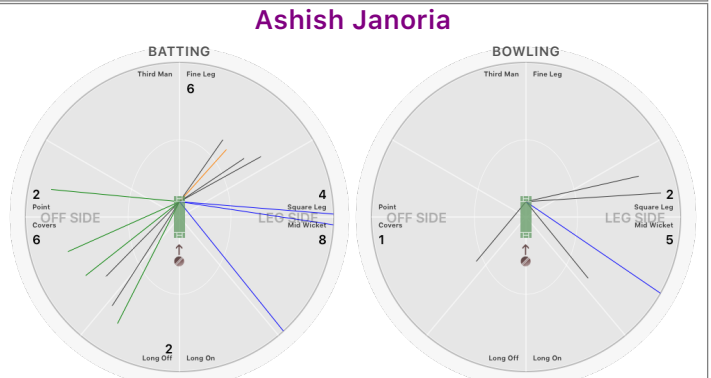 Ashish Janoria
BATTING
Third Man
Fine Leg
6
2
Point
OFF SIDE
Covers
6
4
Square Leg
LEG SIDE
Mid Wicket
8
2
Long Off
Long On
BOWLING
Third Man
Fine Leg
Point
OFF SIDE
Covers
1
2
Square Leg
LEG SIDE
Mid Wicket
5
Long Off
Long On